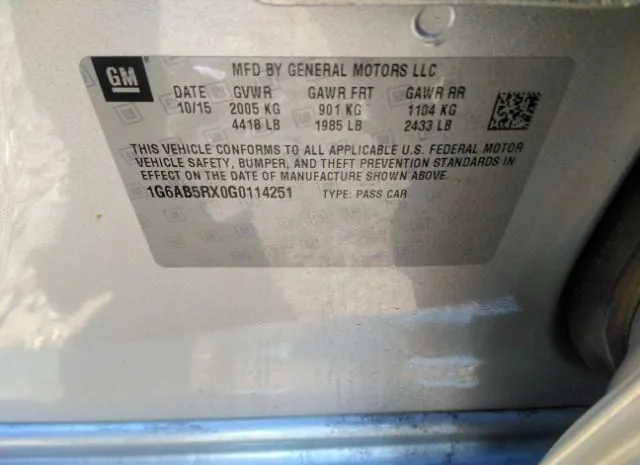 GM
MFD BY GENERAL MOTORS LLC
DATE GVWR GAWR FRT GAWR RR
10/15 2005 KG 901 KG 1104 KG
4418 LB 1985 LB 2433 LB
THIS VEHICLE CONFORMS TO ALL APPLICABLE U.S. FEDERAL MOTOR
VEHICLE SAFETY, BUMPER, AND THEFT PREVENTION STANDARDS IN
EFFECT ON THE DATE OF MANUFACTURE SHOWN ABOVE.
1G6AB5RX0G0114251 TYPE: PASS CAR